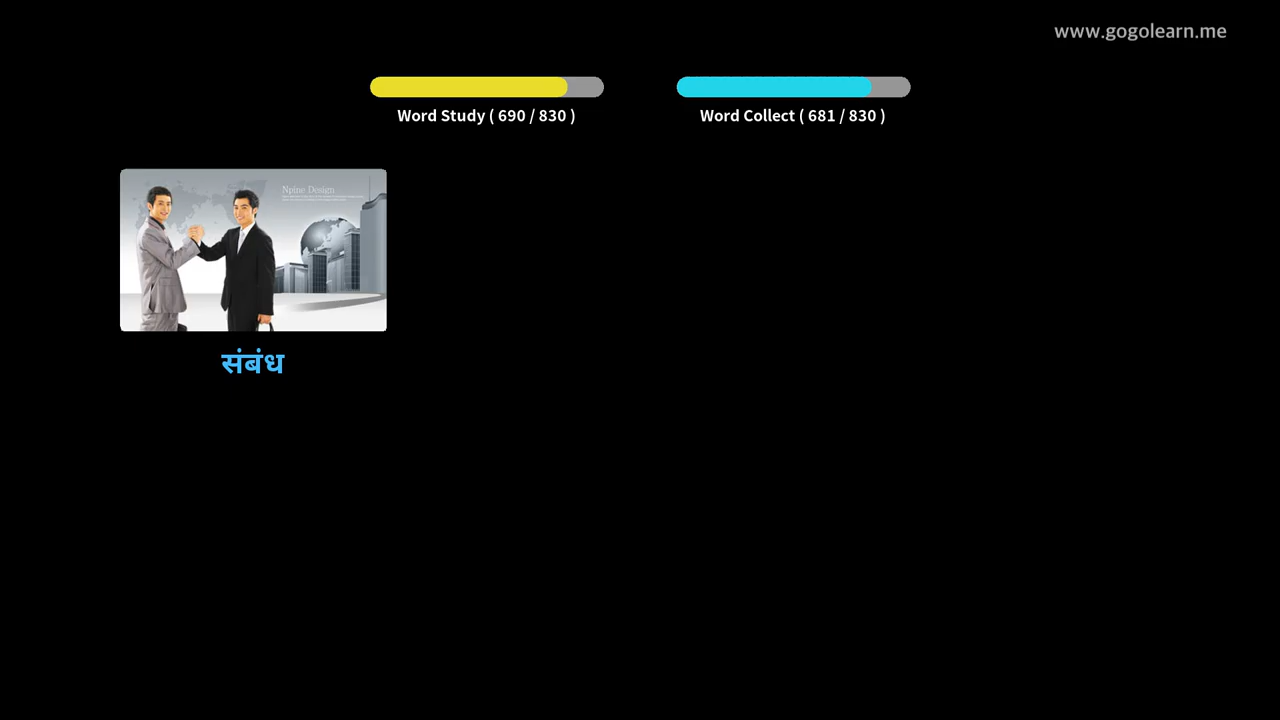 www.gogolearn.me
Word Study ( 690 / 830 )
Word Collect ( 681 / 830 )
Npine Design
संबंध